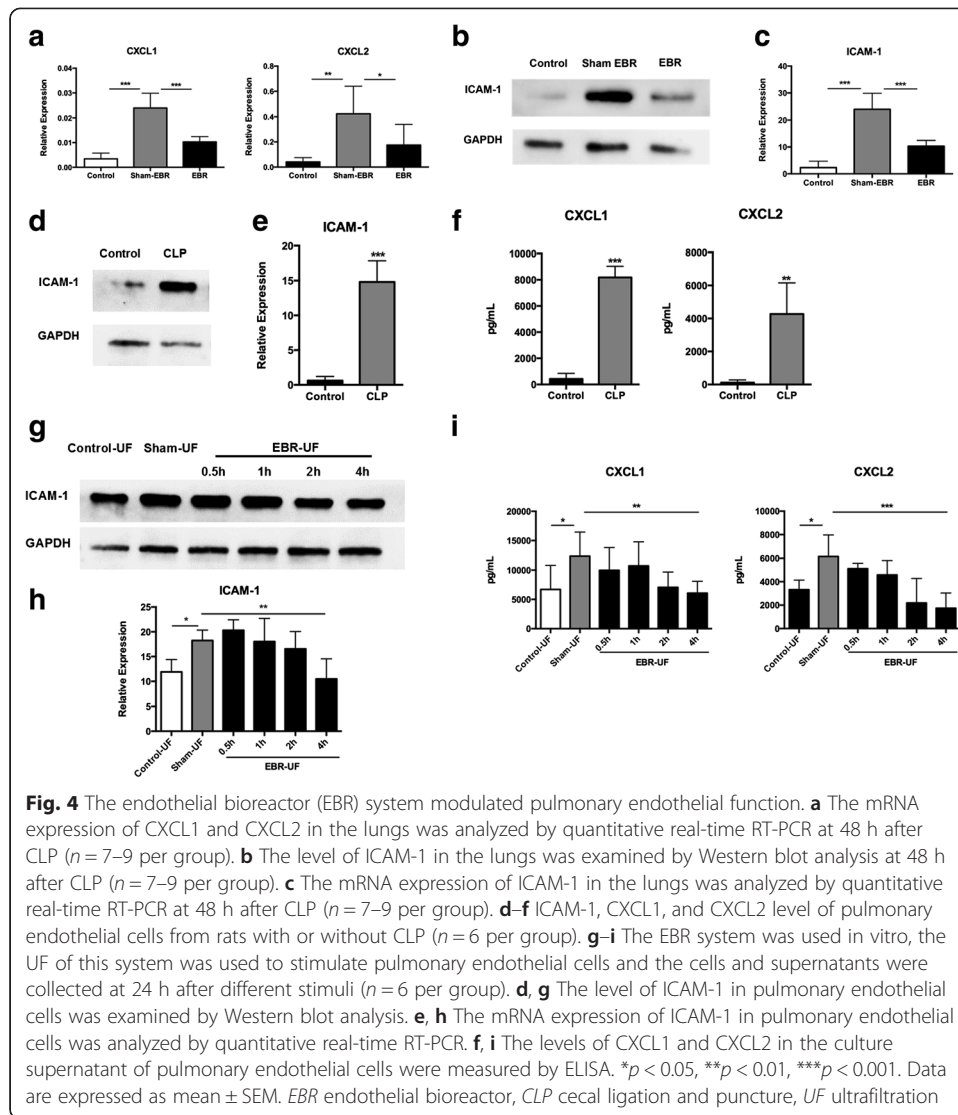 a
CXCL1
Relative Expression
0.03
0.02
0.01
0.004
0.002
0.000
*** ***
Control Sham-EBR EBR
CXCL2
Relative Expression
0.8
0.6
0.4
0.2
0.0
** *
Control Sham-EBR EBR
b
Control Sham EBR EBR
ICAM-1
GAPDH
c
ICAM-1
Relative Expression
30
20
10
0
*** ***
Control Sham-EBR EBR
d
Control CLP
ICAM-1
GAPDH
e
ICAM-1
Relative Expression
20
15
10
5
0
***
Control CLP
f
CXCL1
pg/mL
10000
8000
6000
4000
2000
0
***
Control CLP
CXCL2
pg/mL
8000
6000
4000
2000
0
**
Control CLP
g
Control-UF Sham-UF EBR-UF
0.5h 1h 2h 4h
ICAM-1
GAPDH
h
ICAM-1
Relative Expression
25
20
15
10
5
0
* **
Control-UF Sham-UF 0.5h 1h 2h 4h
EBR-UF
i
CXCL1
pg/mL
20000
15000
10000
5000
0
* **
Control-UF Sham-UF 0.5h 1h 2h 4h
EBR-UF
CXCL2
pg/mL
10000
8000
6000
4000
2000
0
* ***
Control-UF Sham-UF 0.5h 1h 2h 4h
EBR-UF
Fig. 4 The endothelial bioreactor (EBR) system modulated pulmonary endothelial function. a The mRNA
expression of CXCL1 and CXCL2 in the lungs was analyzed by quantitative real-time RT-PCR at 48 h after
CLP (n = 7–9 per group). b The level of ICAM-1 in the lungs was examined by Western blot analysis at 48 h
after CLP (n = 7–9 per group). c The mRNA expression of ICAM-1 in the lungs was analyzed by quantitative
real-time RT-PCR at 48 h after CLP (n = 7–9 per group). d–f ICAM-1, CXCL1, and CXCL2 level of pulmonary
endothelial cells from rats with or without CLP (n = 6 per group). g–i The EBR system was used in vitro, the
UF of this system was used to stimulate pulmonary endothelial cells and the cells and supernatants were
collected at 24 h after different stimuli (n = 6 per group). d, g The level of ICAM-1 in pulmonary endothelial
cells was examined by Western blot analysis. e, h The mRNA expression of ICAM-1 in pulmonary endothelial
cells was analyzed by quantitative real-time RT-PCR. f, i The levels of CXCL1 and CXCL2 in the culture
supernatant of pulmonary endothelial cells were measured by ELISA. *p < 0.05, **p < 0.01, ***p < 0.001. Data
are expressed as mean ± SEM. EBR endothelial bioreactor, CLP cecal ligation and puncture, UF ultrafiltration